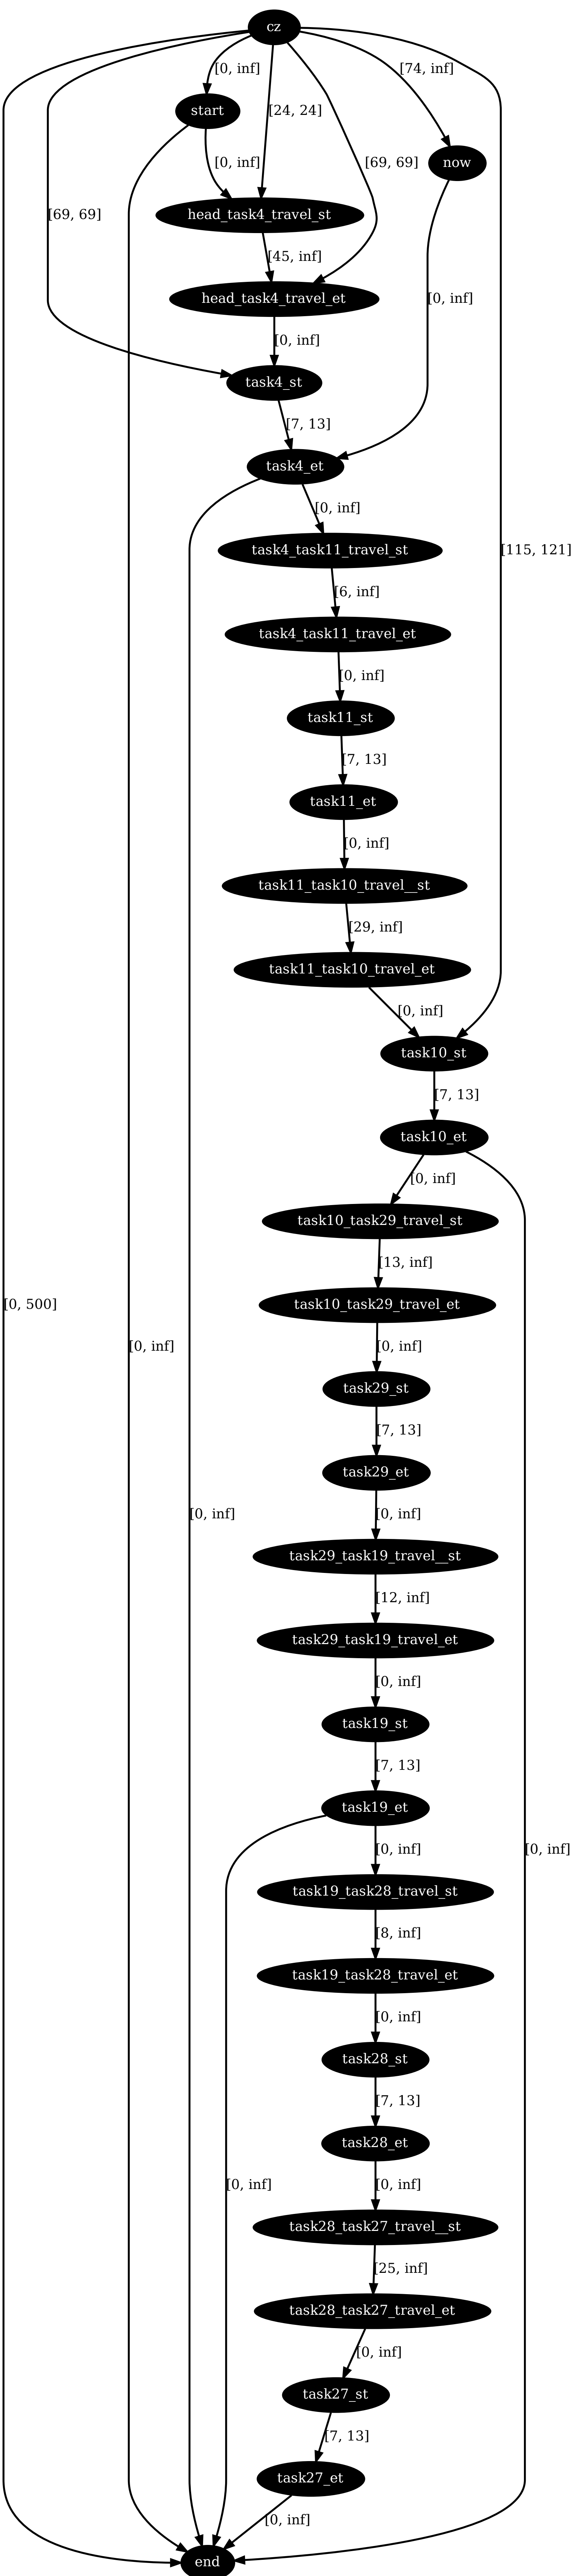 cz
[0, inf]
[74, inf]
start
[24, 24]
[0, inf]
[69, 69]
now
[69, 69]
head_task4_travel_st
[45, inf]
head_task4_travel_et
[0, inf]
[0, inf]
task4_st
[7, 13]
task4_et
[0, inf]
task4_task11_travel_st
[115, 121]
[6, inf]
task4_task11_travel_et
[0, inf]
task11_st
[7, 13]
task11_et
[0, inf]
task11_task10_travel__st
[29, inf]
task11_task10_travel_et
[0, inf]
task10_st
[7, 13]
task10_et
[0, inf]
task10_task29_travel_st
[13, inf]
[0, 500]
task10_task29_travel_et
[0, inf]
[0, inf]
task29_st
[7, 13]
task29_et
[0, inf]
[0, inf]
task29_task19_travel__st
[12, inf]
task29_task19_travel_et
[0, inf]
task19_st
[7, 13]
task19_et
[0, inf]
[0, inf]
task19_task28_travel_st
[8, inf]
task19_task28_travel_et
[0, inf]
task28_st
[7, 13]
task28_et
[0, inf]
[0, inf]
task28_task27_travel__st
[25, inf]
task28_task27_travel_et
[0, inf]
task27_st
[7, 13]
task27_et
[0, inf]
end